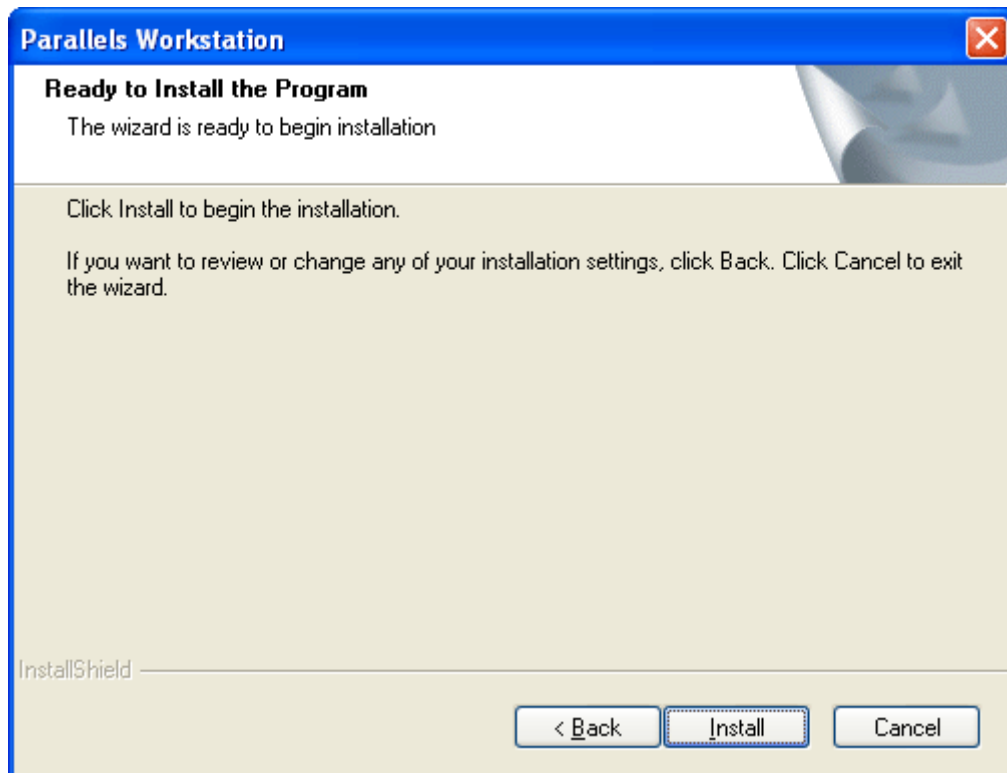 Parallels Workstation
Ready to Install the Program
The wizard is ready to begin installation
Click Install to begin the installation.
If you want to review or change any of your installation settings, click Back. Click Cancel to exit
the wizard.
InstallShield
< Back
Install
Cancel